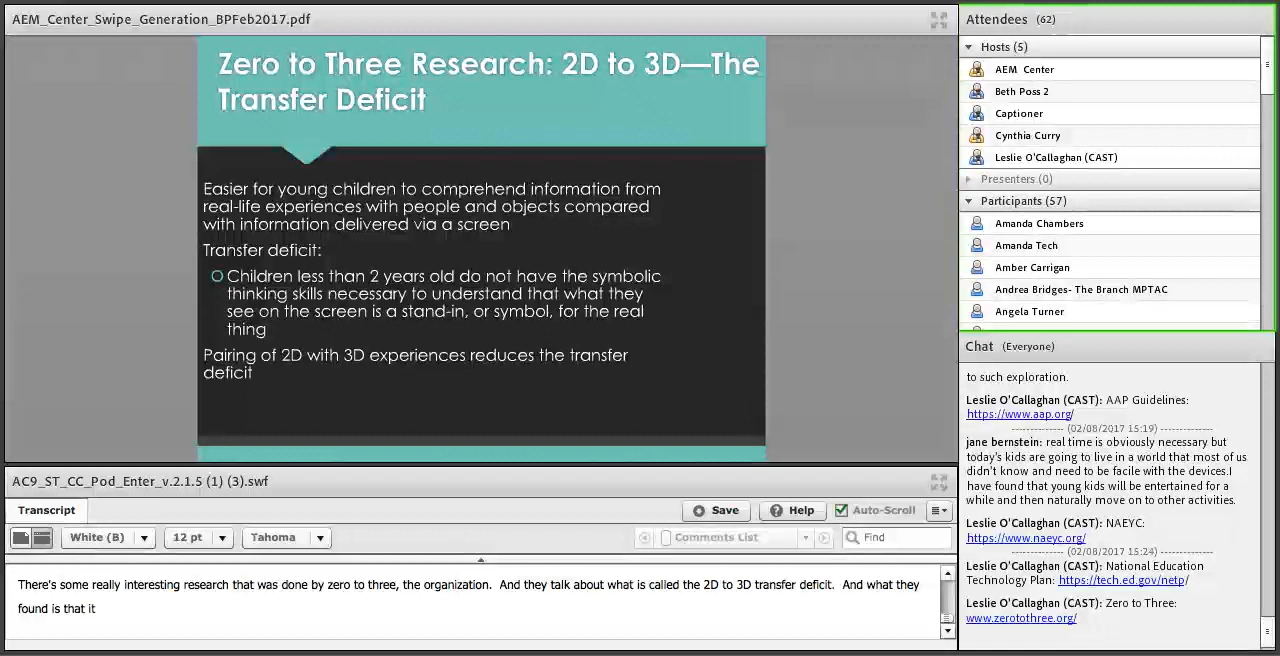 AEM_Center_Swipe_Generation_BPFeb2017.pdf
Zero to Three Research: 2D to 3D—The
Transfer Deficit
Easier for young children to comprehend information from
real-life experiences with people and objects compared
with information delivered via a screen
Transfer deficit:
Children less than 2 years old do not have the symbolic
thinking skills necessary to understand that what they
see on the screen is a stand-in, or symbol, for the real
thing
Pairing of 2D with 3D experiences reduces the transfer
deficit
AC9_ST_CC_Pod_Enter_v.2.1.5 (1) (3).swf
Transcript
Save
Help
Auto-Scroll
White (B)
12 pt
Tahoma
Comments List
Find
There's some really interesting research that was done by zero to three, the organization.  And they talk about what is called the 2D to 3D transfer deficit.  And what they
found is that it
Attendees (62)
Hosts (5)
AEM  Center
Beth Poss 2
Captioner
Cynthia Curry
Leslie O'Callaghan (CAST)
Presenters (0)
Participants (57)
Amanda Chambers
Amanda Tech
Amber Carrigan
Andrea Bridges- The Branch MPTAC
Angela Turner
Chat (Everyone)
to such exploration.
Leslie O'Callaghan (CAST): AAP Guidelines:
https://www.aap.org/
-------------- (02/08/2017 15:19) --------------
jane bernstein: real time is obviously necessary but
today's kids are going to live in a world that most of us
didn't know and need to be facile with the devices.I
have found that young kids will be entertained for a
while and then naturally move on to other activities.
Leslie O'Callaghan (CAST): NAEYC:
https://www.naeyc.org/
-------------- (02/08/2017 15:24) --------------
Leslie O'Callaghan (CAST): National Education
Technology Plan: https://tech.ed.gov/netp/
Leslie O'Callaghan (CAST): Zero to Three:
www.zerotothree.org/